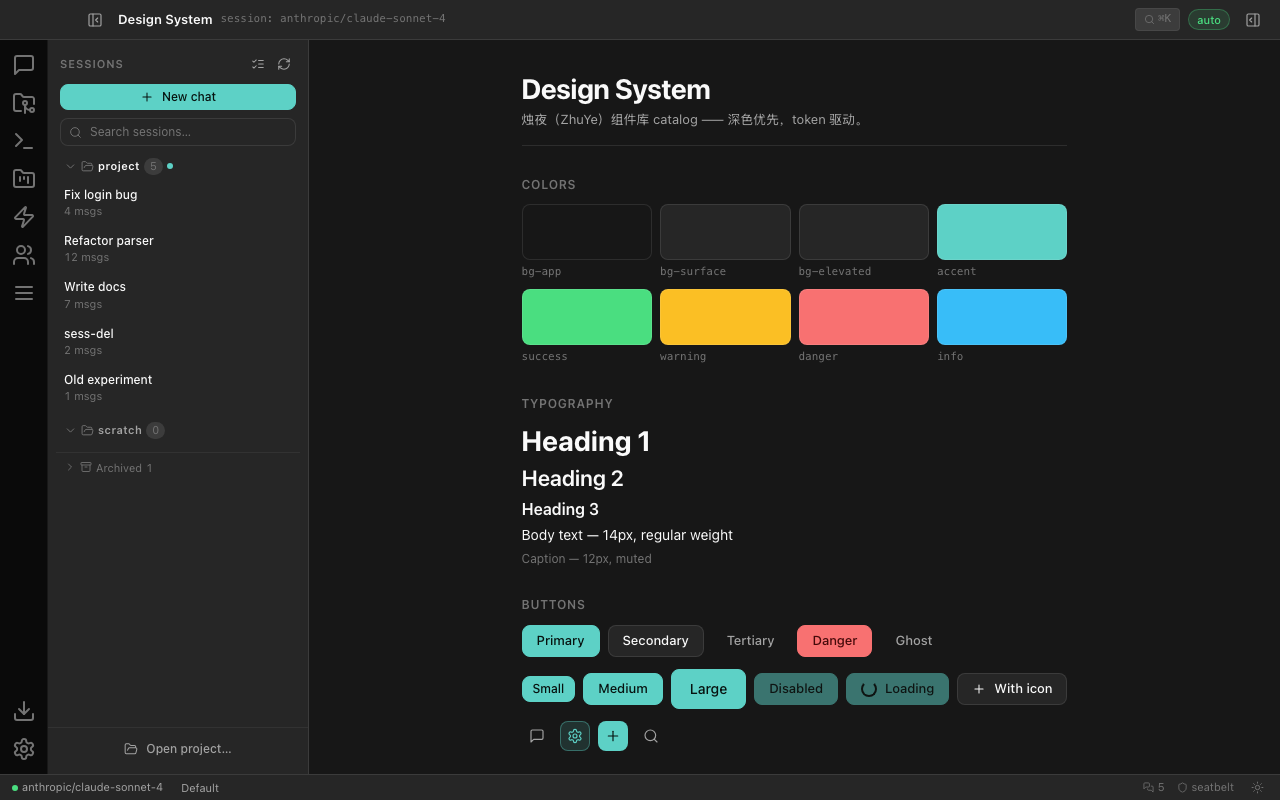 Design System session: anthropic/claude-sonnet-4
⌘K
auto
SESSIONS
New chat
Search sessions...
project 5
Fix login bug
4 msgs
Refactor parser
12 msgs
Write docs
7 msgs
sess-del
2 msgs
Old experiment
1 msgs
scratch 0
Archived 1
Open project...
Design System
烛夜（ZhuYe）组件库 catalog —— 深色优先，token 驱动。
COLORS
bg-app bg-surface bg-elevated accent
success warning danger info
TYPOGRAPHY
Heading 1
Heading 2
Heading 3
Body text — 14px, regular weight
Caption — 12px, muted
BUTTONS
Primary Secondary Tertiary Danger Ghost
Small Medium Large Disabled Loading With icon
anthropic/claude-sonnet-4 Default
5 seatbelt